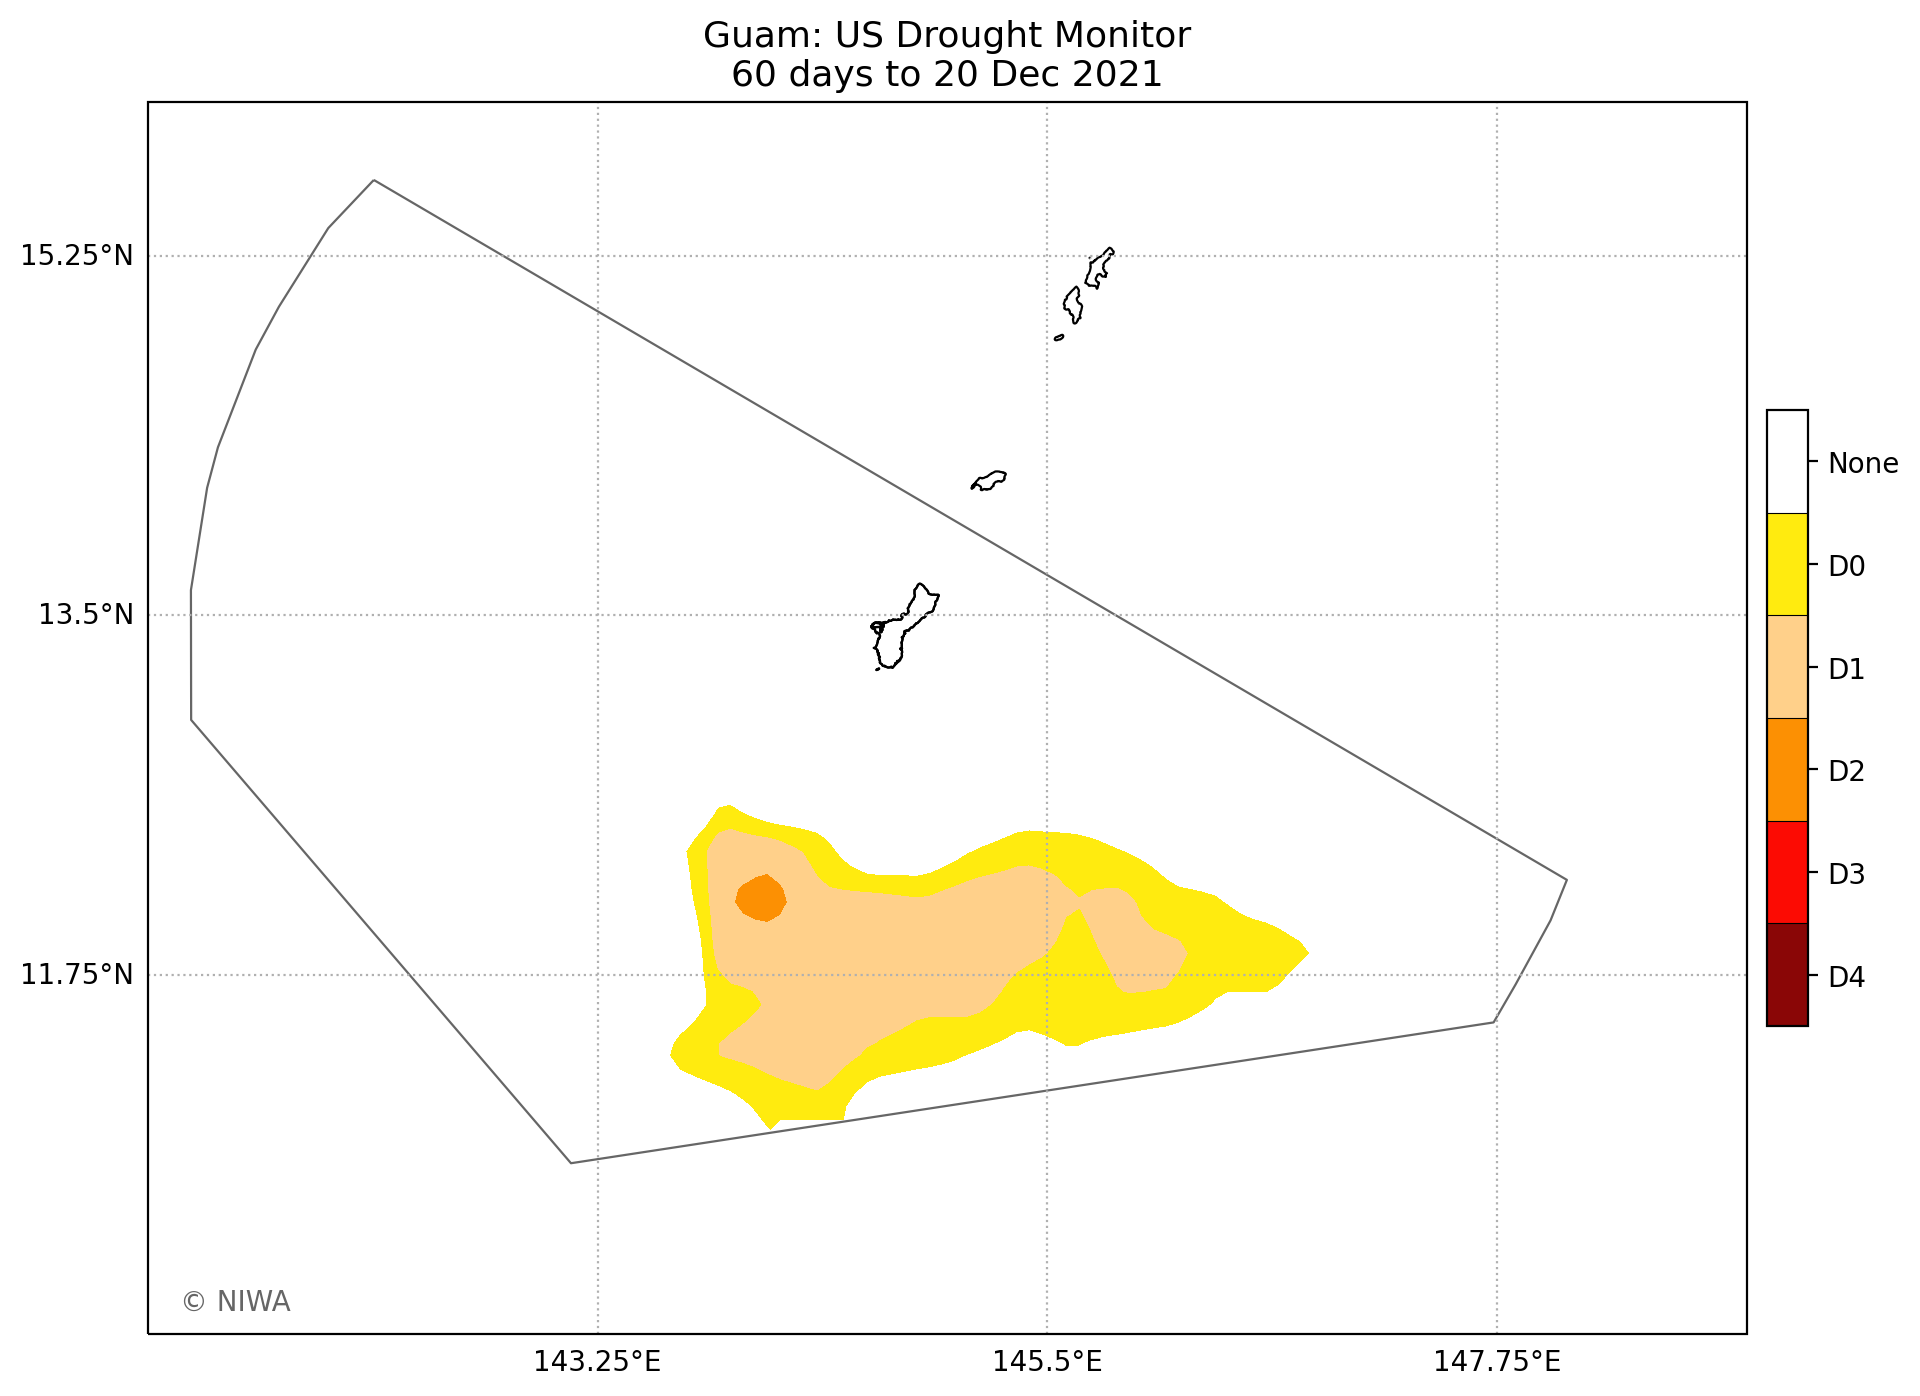 Guam: US Drought Monitor
60 days to 20 Dec 2021
15.25°N
13.5°N
11.75°N
143.25°E
145.5°E
147.75°E
None
D0
D1
D2
D3
D4
© NIWA